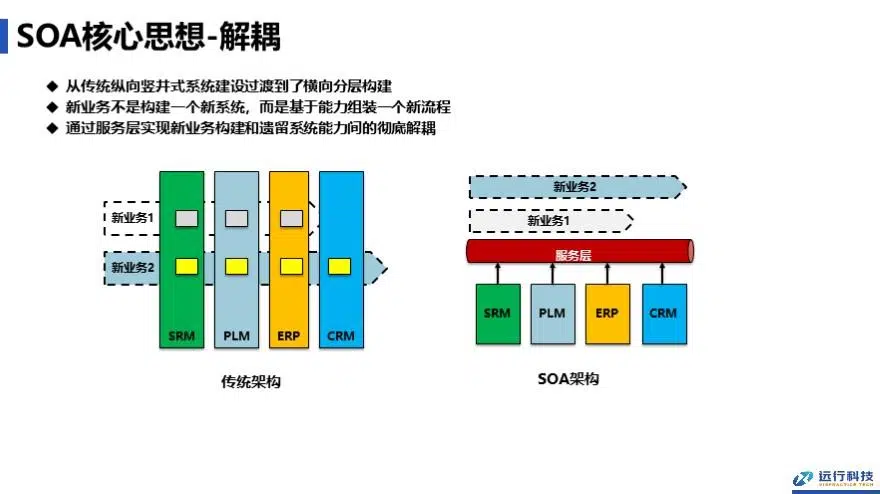 SOA核心思想-解耦
◆ 从传统纵向竖井式系统建设过渡到了横向分层构建
◆ 新业务不是构建一个新系统，而是基于能力组装一个新流程
◆ 通过服务层实现新业务构建和遗留系统能力间的彻底解耦
新业务1
新业务2
SRM PLM ERP CRM
传统架构
新业务2
新业务1
服务层
SRM PLM ERP CRM
SOA架构
远行科技